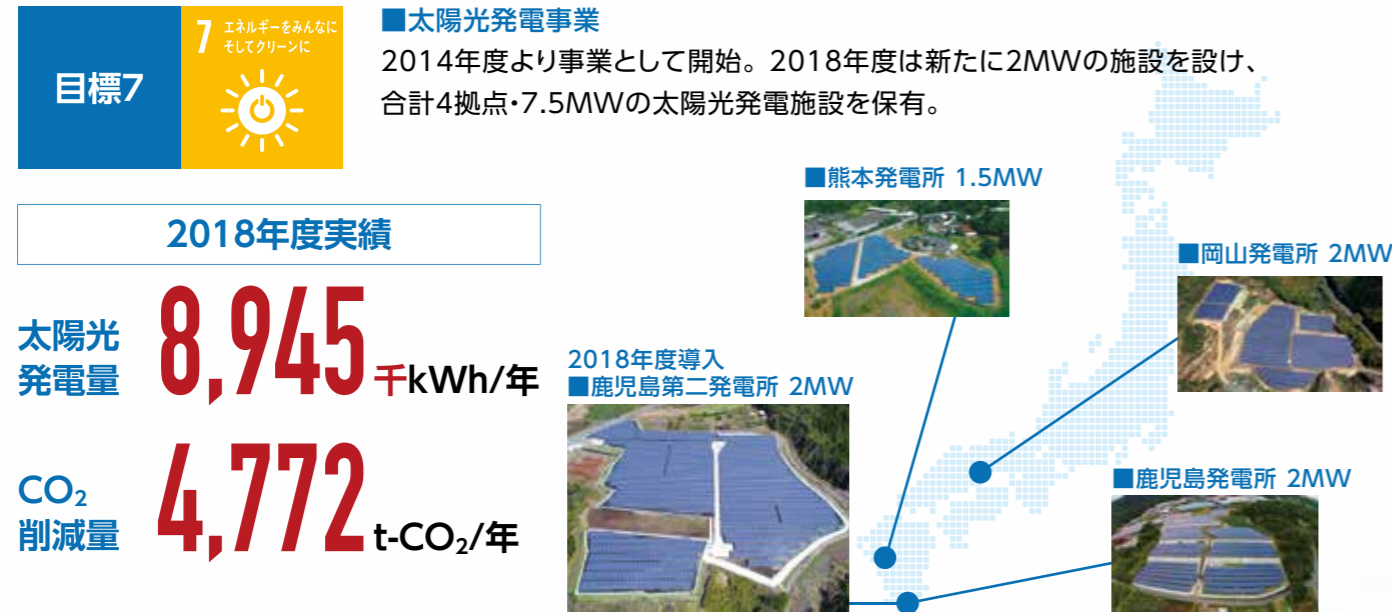 目標7
7 エネルギーをみんなに
そしてクリーンに
■太陽光発電事業
2014年度より事業として開始。2018年度は新たに2MWの施設を設け、
合計4拠点・7.5MWの太陽光発電施設を保有。
2018年度実績
太陽光
発電量
8,945千kWh/年
CO₂
削減量
4,772t-CO₂/年
■熊本発電所 1.5MW
■岡山発電所 2MW
2018年度導入
■鹿児島第二発電所 2MW
■鹿児島発電所 2MW